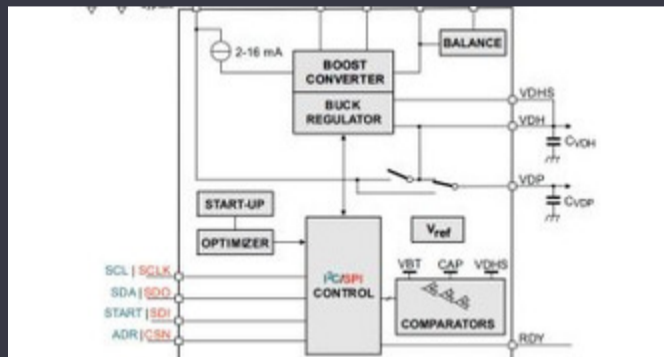 2-16 mA
BALANCE
BOOST
CONVERTER
BUCK
REGULATOR
VDHS
VDH
CVDH
VDP
CVDP
START-UP
OPTIMIZER
Vref
SCL | SCLK
SDA | SDO
START | SDI
ADR | CSN
I²C/SPI
CONTROL
VBT CAP VDHS
COMPARATORS
RDY